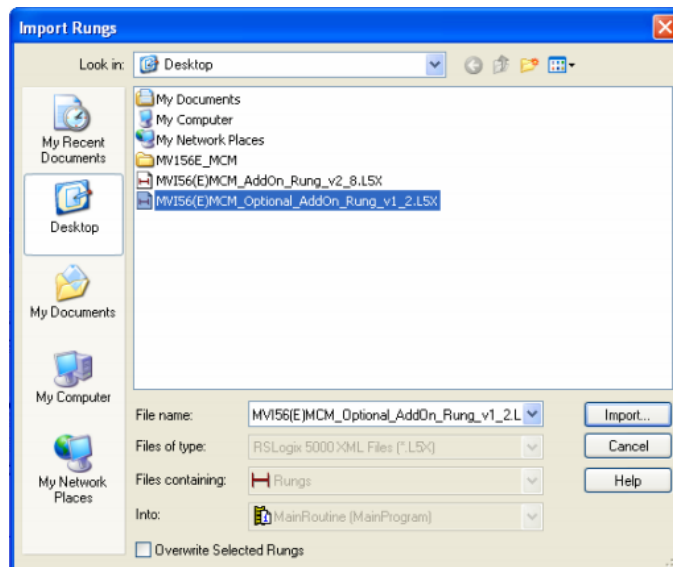 Import Rungs
Look in:
Desktop
My Recent
Documents
Desktop
My Documents
My Computer
My Network
Places
My Documents
My Computer
My Network Places
MV156E_MCM
MVI56(E)MCM_AddOn_Rung_v2_8.L5X
MVI56(E)MCM_Optional_AddOn_Rung_v1_2.L5X
File name:
MVI56(E)MCM_Optional_AddOn_Rung_v1_2.L
Import...
Files of type:
RSLogix 5000 XML Files (*.L5X)
Cancel
Files containing:
Rungs
Help
Into:
MainRoutine (MainProgram)
Overwrite Selected Rungs